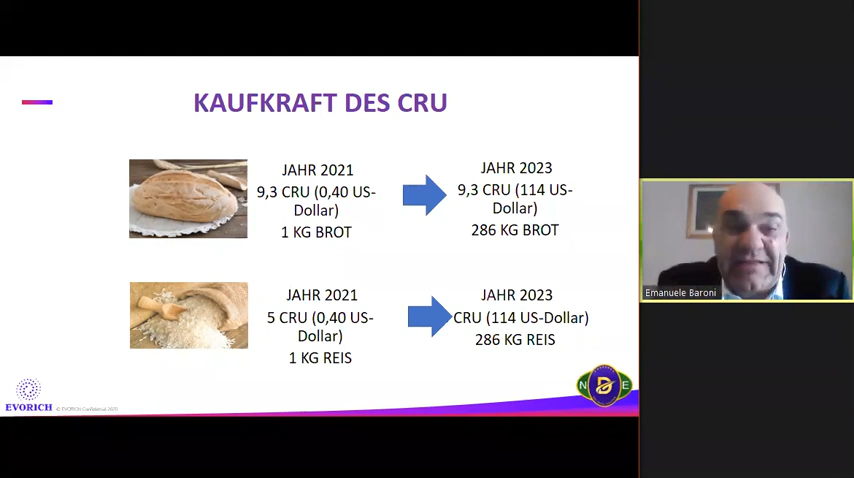 KAUFKRAFT DES CRU
JAHR 2021
9,3 CRU (0,40 US-
Dollar)
1 KG BROT
JAHR 2023
9,3 CRU (114 US-
Dollar)
286 KG BROT
JAHR 2021
5 CRU (0,40 US-
Dollar)
1 KG REIS
JAHR 2023
CRU (114 US-Dollar)
286 KG REIS
EVORICH
© EVORICH Confidential
N D E
Emanuele Baroni